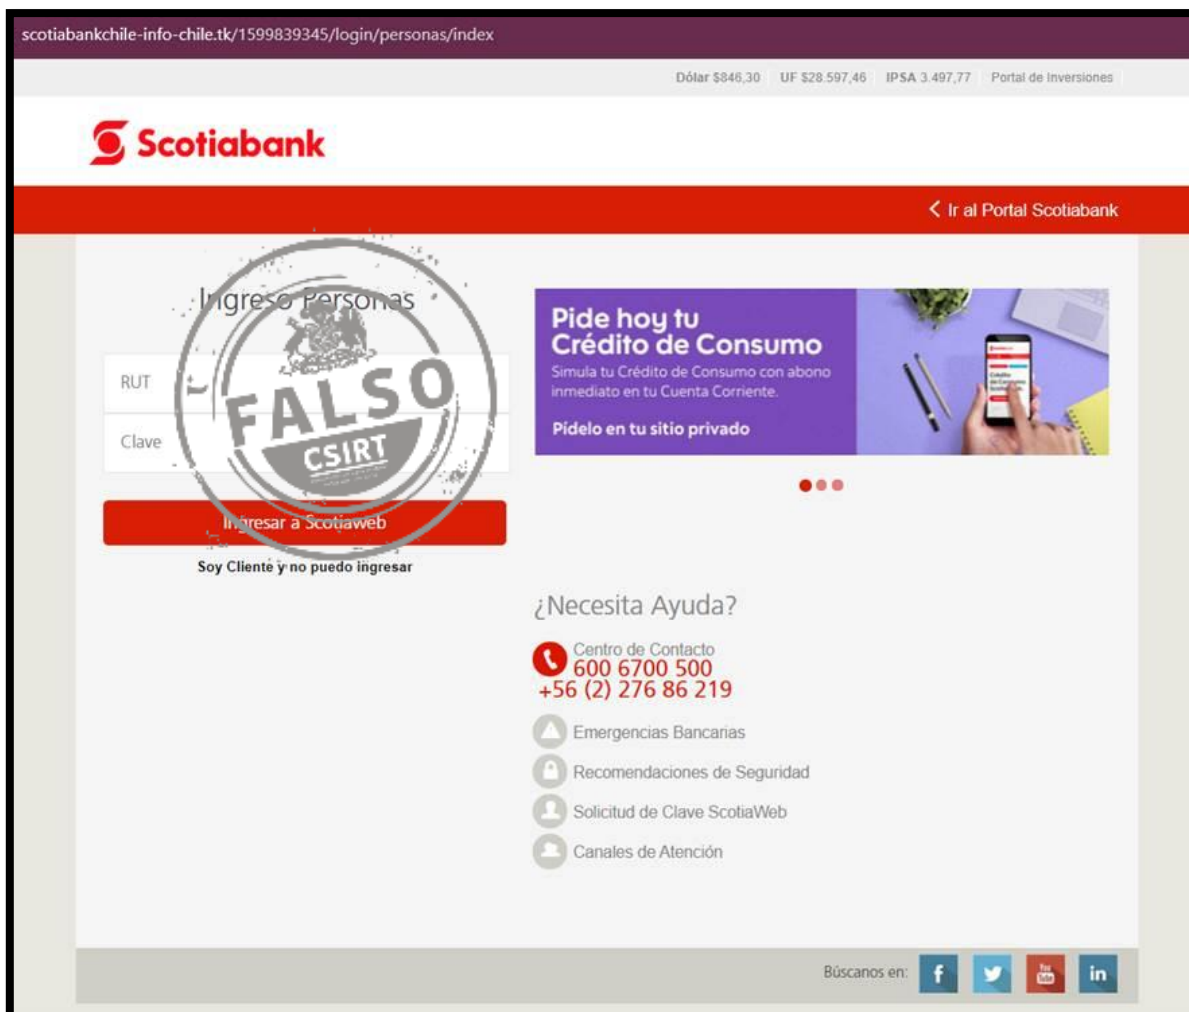 scotiabankchile-info-chile.tk/1599839345/login/personas/index
Dólar $846,30 UF $28.597,46 IPSA 3.497,77 Portal de Inversiones
Scotiabank
Ir al Portal Scotiabank
Ingreso Personas
RUT
Clave
FALSO
CSIRT
Ingresar a Scotiaweb
Soy Cliente y no puedo ingresar
Pide hoy tu
Crédito de Consumo
Simula tu Crédito de Consumo con abono
inmediato en tu Cuenta Corriente.
Pídelo en tu sitio privado
¿Necesita Ayuda?
Centro de Contacto
600 6700 500
+56 (2) 276 86 219
Emergencias Bancarias
Recomendaciones de Seguridad
Solicitud de Clave ScotiaWeb
Canales de Atención
Búscanos en: